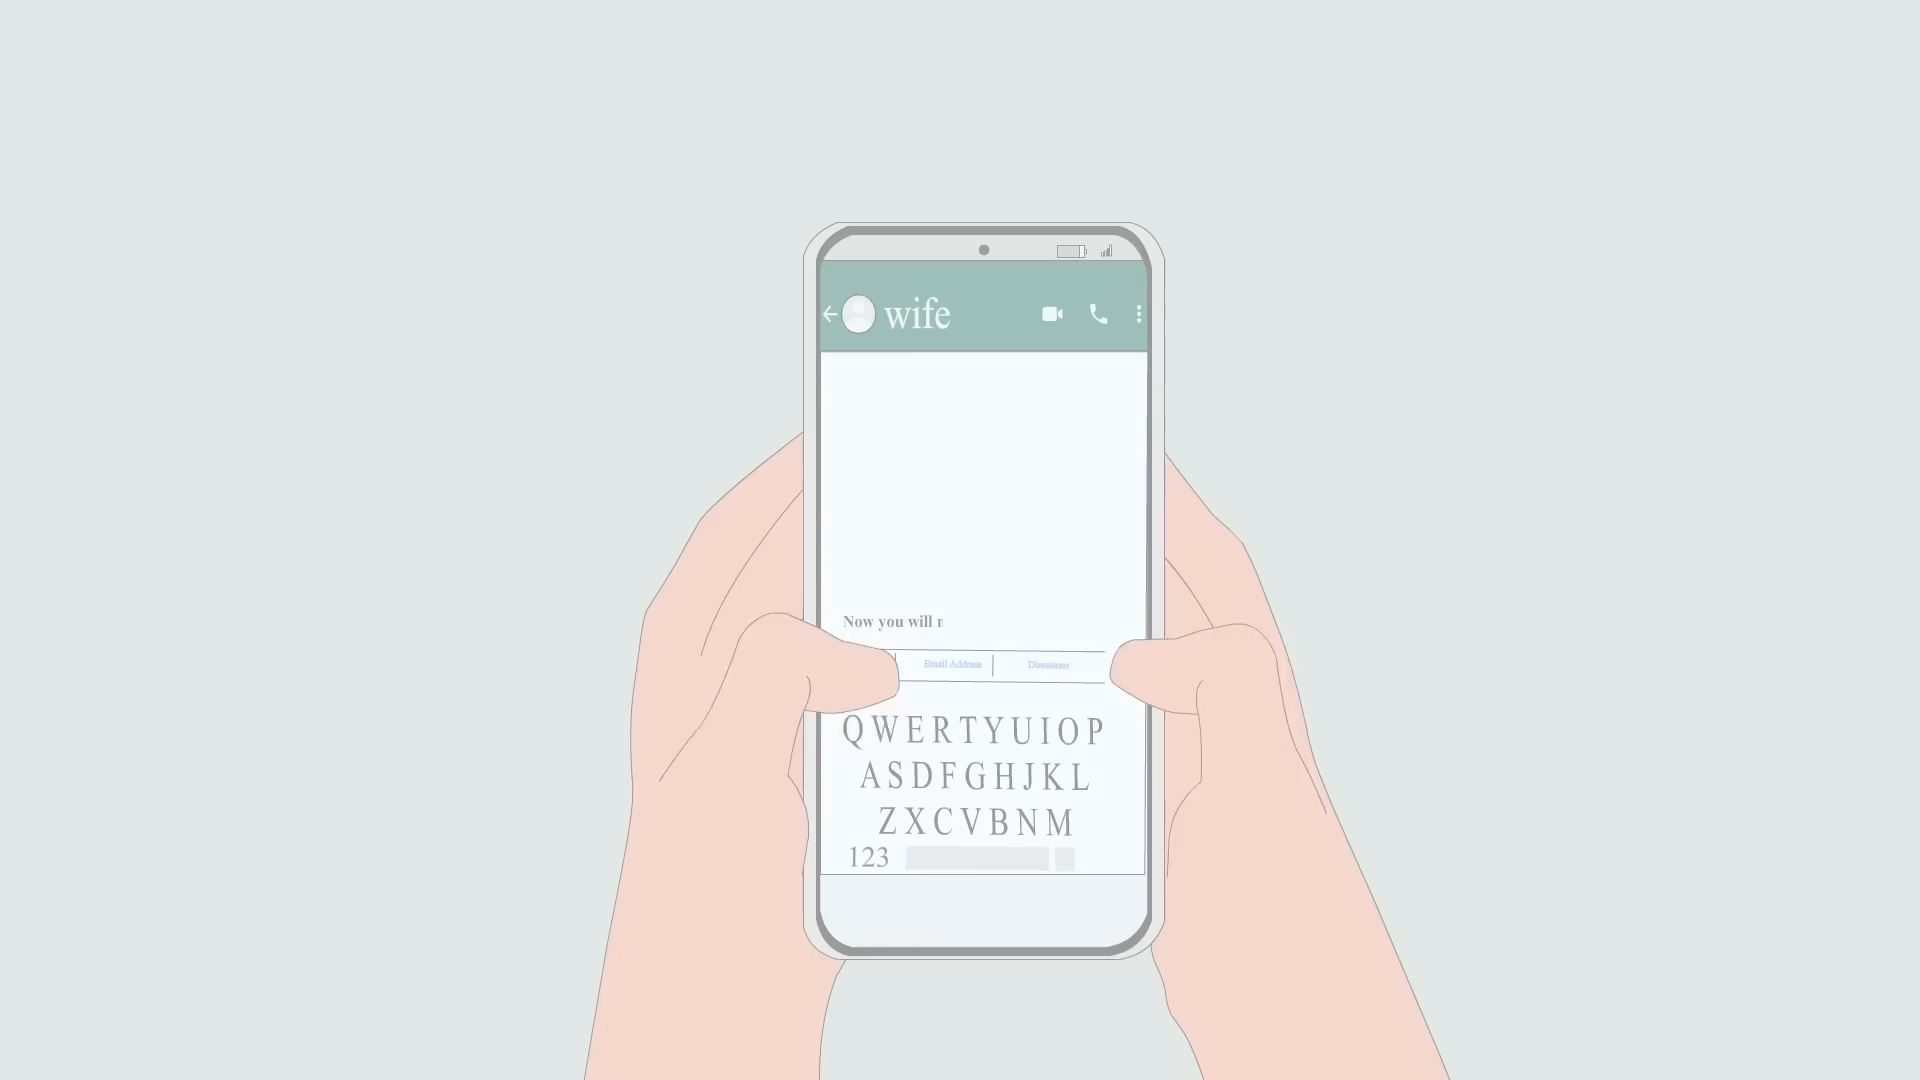 wife
Now you will n
Email Address
Directions
QWERTYUIOP
ASDFGHJKL
ZXCVBNM
123